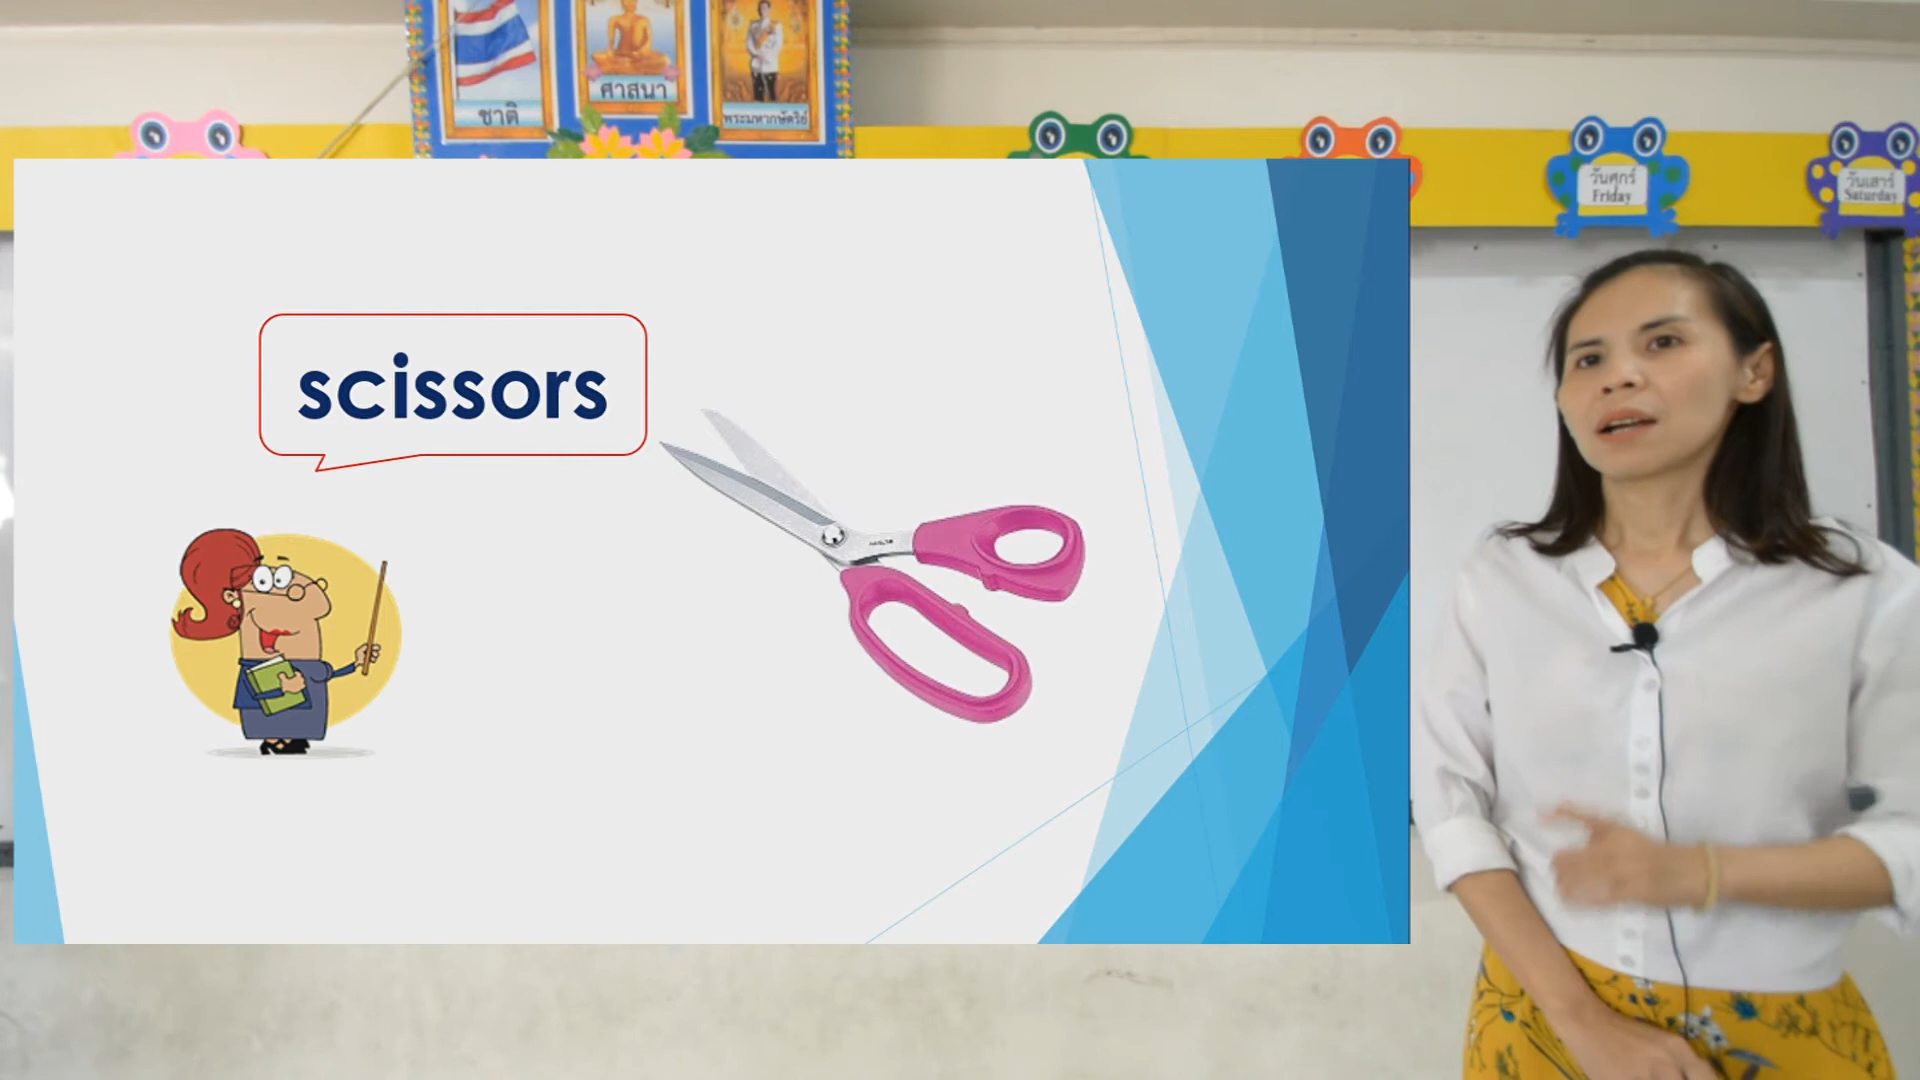 ชาติ
ศาสนา
พระมหากษัตริย์
วันศุกร์
Friday
วันเสาร์
Saturday
scissors